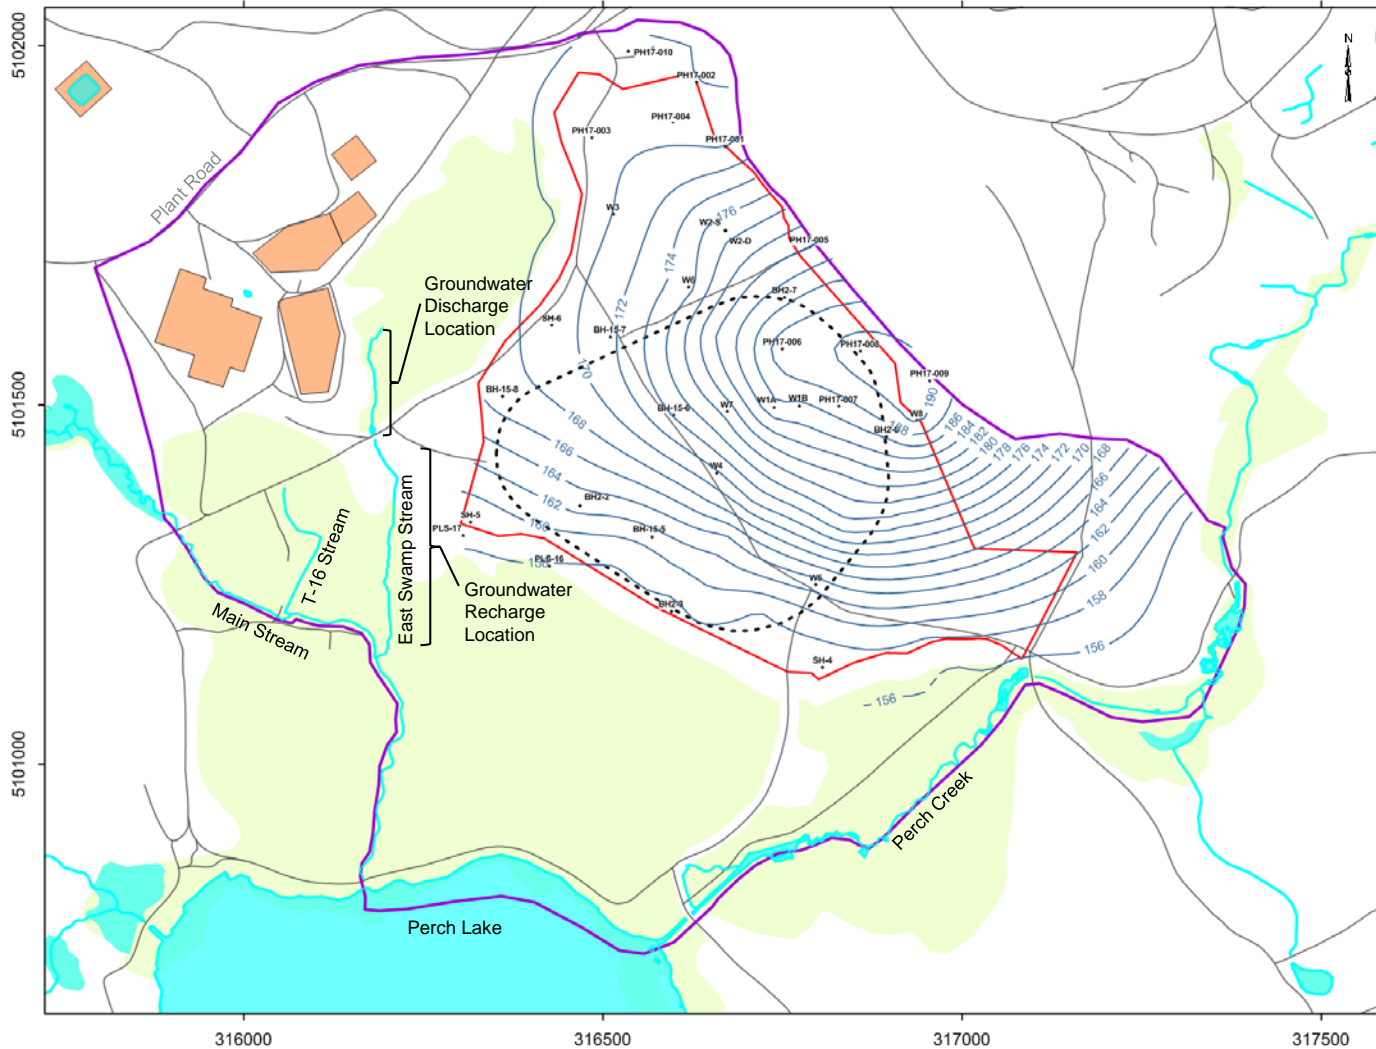 5102000
5101500
5101000
316000
316500
317000
317500
N
Plant Road
PH17-010
PH17-002
PH17-004
PH17-003
PH17-001
W3
W2-S
176
W2-D
PH17-005
174
W6
BH2-7
172
SH-6
BH-15-7
PH17-006
PH17-008
170
PH17-009
BH-15-8
190
168
BH-15-6
W7
W1A
W1B
PH17-007
W8
188
BH2-6
186
184
182
180
178
176
174
172
170
168
166
166
164
164
162
162
160
160
158
158
156
156
W4
BH2-2
SH-5
PLS-17
BH-15-5
PLS-16
W5
BH2-3
SH-4
Groundwater
Discharge
Location
Groundwater
Recharge
Location
East Swamp Stream
T-16 Stream
Main Stream
Perch Lake
Perch Creek